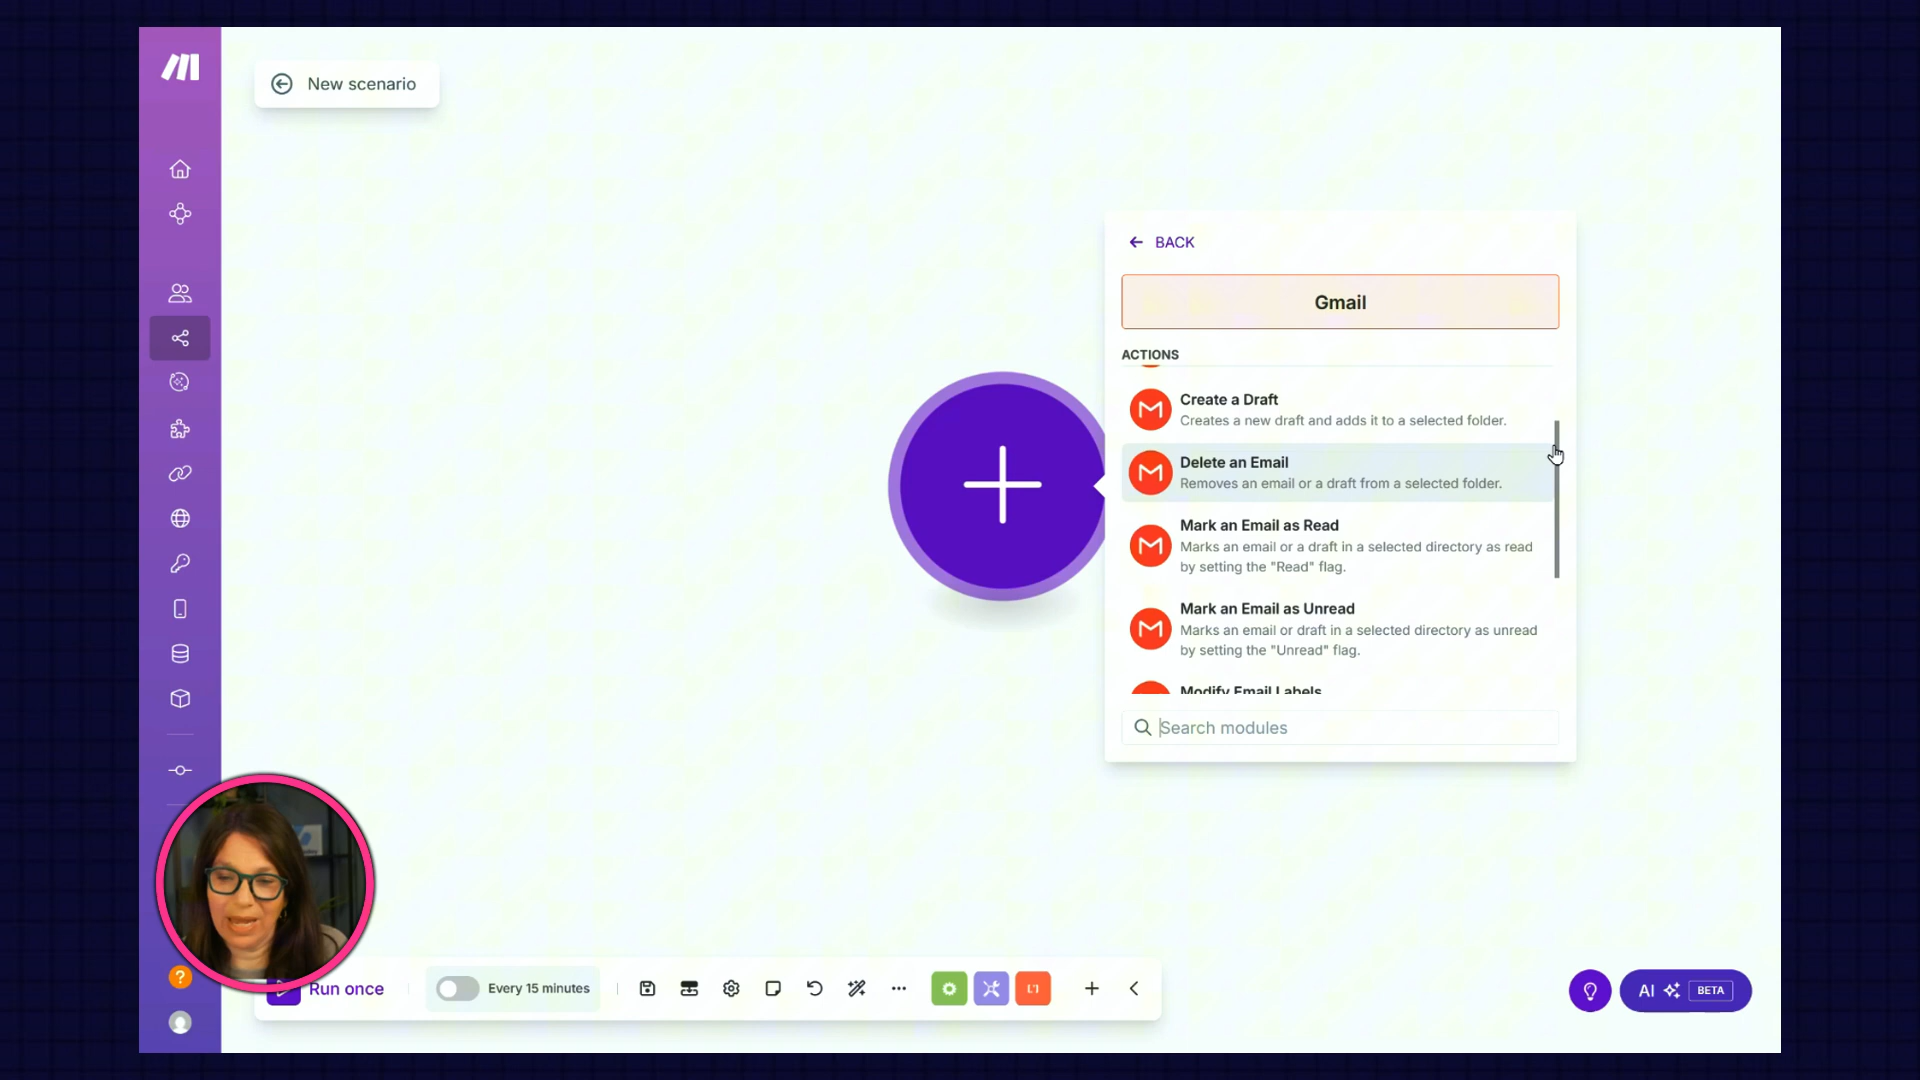 New scenario
BACK
Gmail
ACTIONS
Create a Draft
Creates a new draft and adds it to a selected folder.
Delete an Email
Removes an email or a draft from a selected folder.
Mark an Email as Read
Marks an email or a draft in a selected directory as read
by setting the "Read" flag.
Mark an Email as Unread
Marks an email or draft in a selected directory as unread
by setting the "Unread" flag.
Modify Email Labels
Search modules
?
Run once
Every 15 minutes
AI BETA